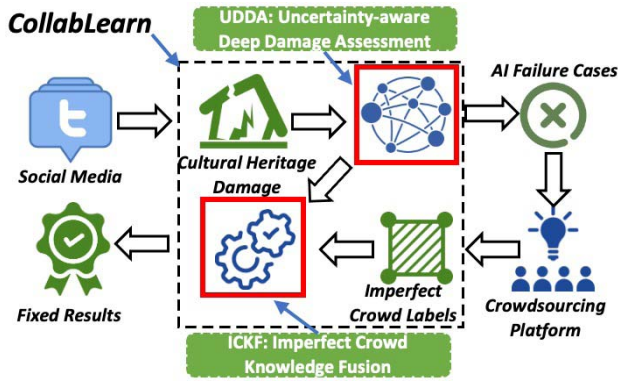 CollabLearn
UDDA: Uncertainty-aware
Deep Damage Assessment
AI Failure Cases
Social Media
Cultural Heritage
Damage
Fixed Results
Imperfect
Crowd Labels
Crowdsourcing
Platform
ICKF: Imperfect Crowd
Knowledge Fusion